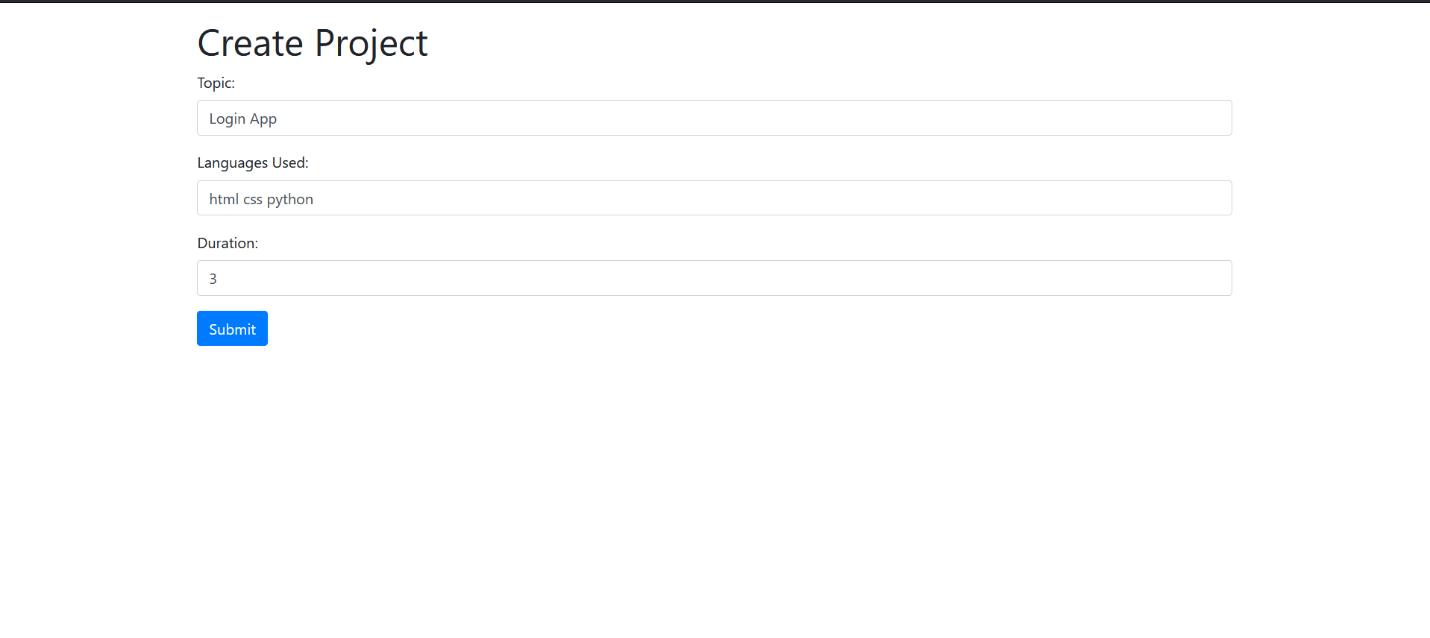 Create Project
Topic:
Login App
Languages Used:
html css python
Duration:
3
Submit